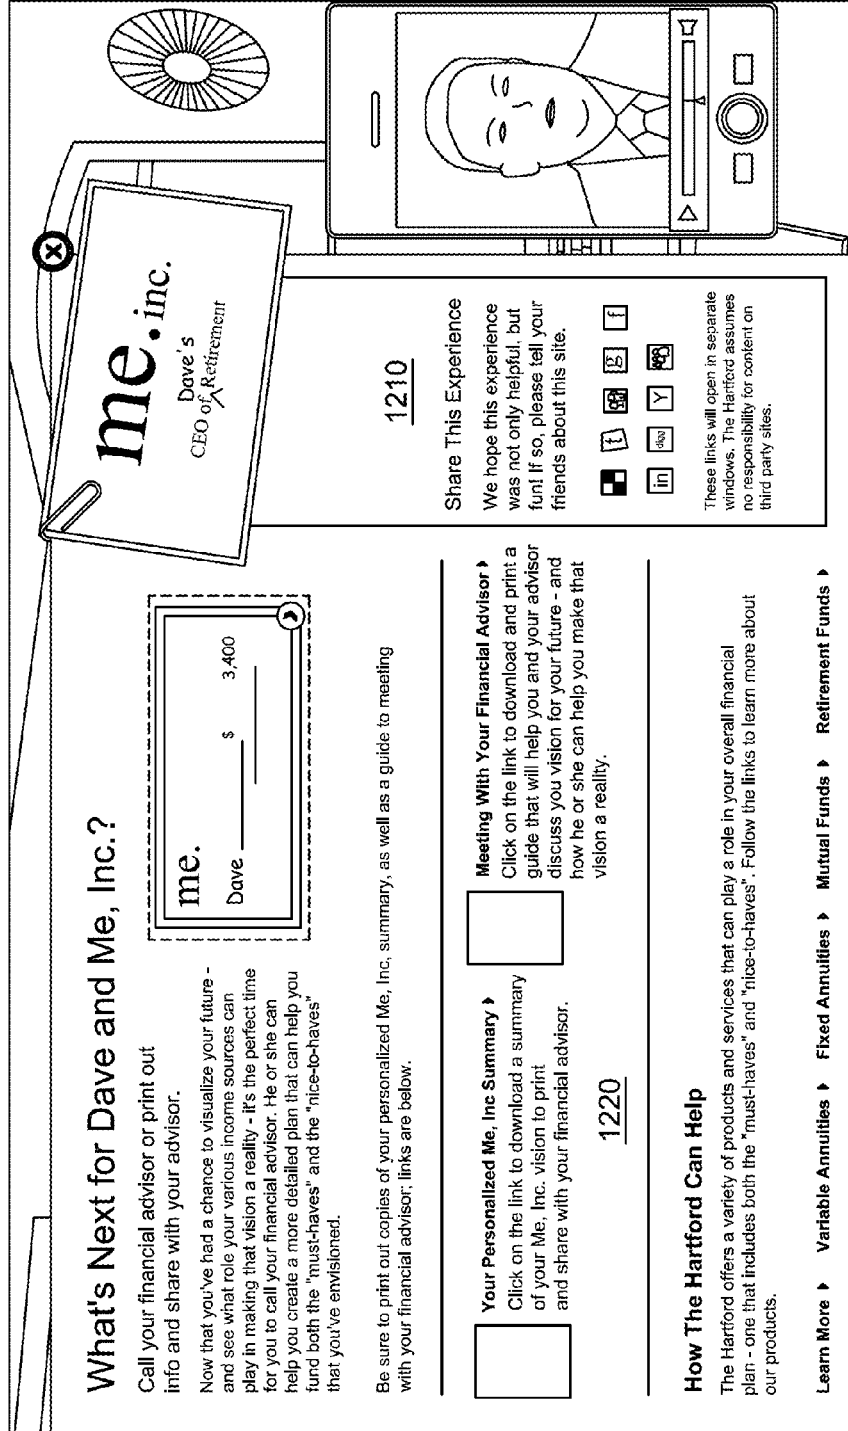 What's Next for Dave and Me, Inc.?
Call your financial advisor or print out
info and share with your advisor.
Now that you've had a chance to visualize your future -
and see what role your various income sources can
play in making that vision a reality - it's the perfect time
for you to call your financial advisor. He or she can
help you create a more detailed plan that can help you
fund both the "must-haves" and the "nice-to-haves"
that you've envisioned.
me.
Dave $ 3,400
Be sure to print out copies of your personalized Me, Inc, summary, as well as a guide to meeting
with your financial advisor; links are below.
Your Personalized Me, Inc Summary
Click on the link to download a summary
of your Me, Inc. vision to print
and share with your financial advisor.
1220
Meeting With Your Financial Advisor
Click on the link to download and print a
guide that will help you and your advisor
discuss you vision for your future - and
how he or she can help you make that
vision a reality.
How The Hartford Can Help
The Hartford offers a variety of products and services that can play a role in your overall financial
plan - one that includes both the "must-haves" and "nice-to-haves". Follow the links to learn more about
our products.
Learn More Variable Annuities Fixed Annuities Mutual Funds Retirement Funds
me.inc.
Dave's
CEO of Retirement
1210
Share This Experience
We hope this experience
was not only helpful, but
fun! If so, please tell your
friends about this site.
t g f
in digg Y
These links will open in separate
windows. The Hartford assumes
no responsibility for content on
third party sites.